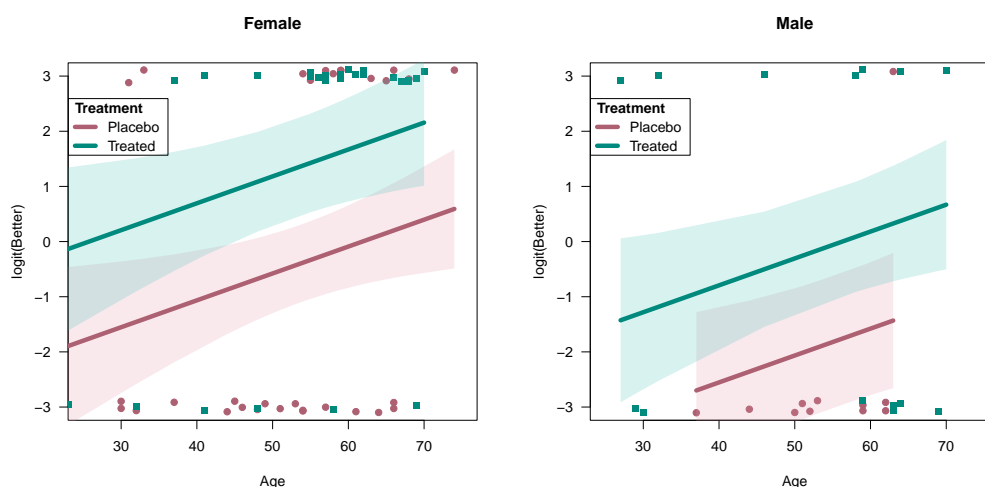 Female
3
2
1
0
−1
−2
−3
logit(Better)
Treatment
Placebo
Treated
30 40 50 60 70
Age
Male
3
2
1
0
−1
−2
−3
logit(Better)
Treatment
Placebo
Treated
30 40 50 60 70
Age